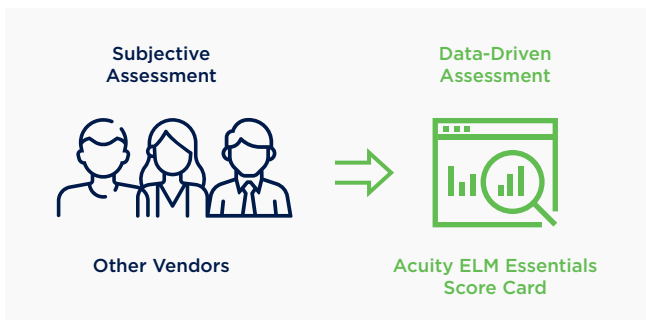 Subjective
Assessment
Data-Driven
Assessment
Other Vendors
Acuity ELM Essentials
Score Card